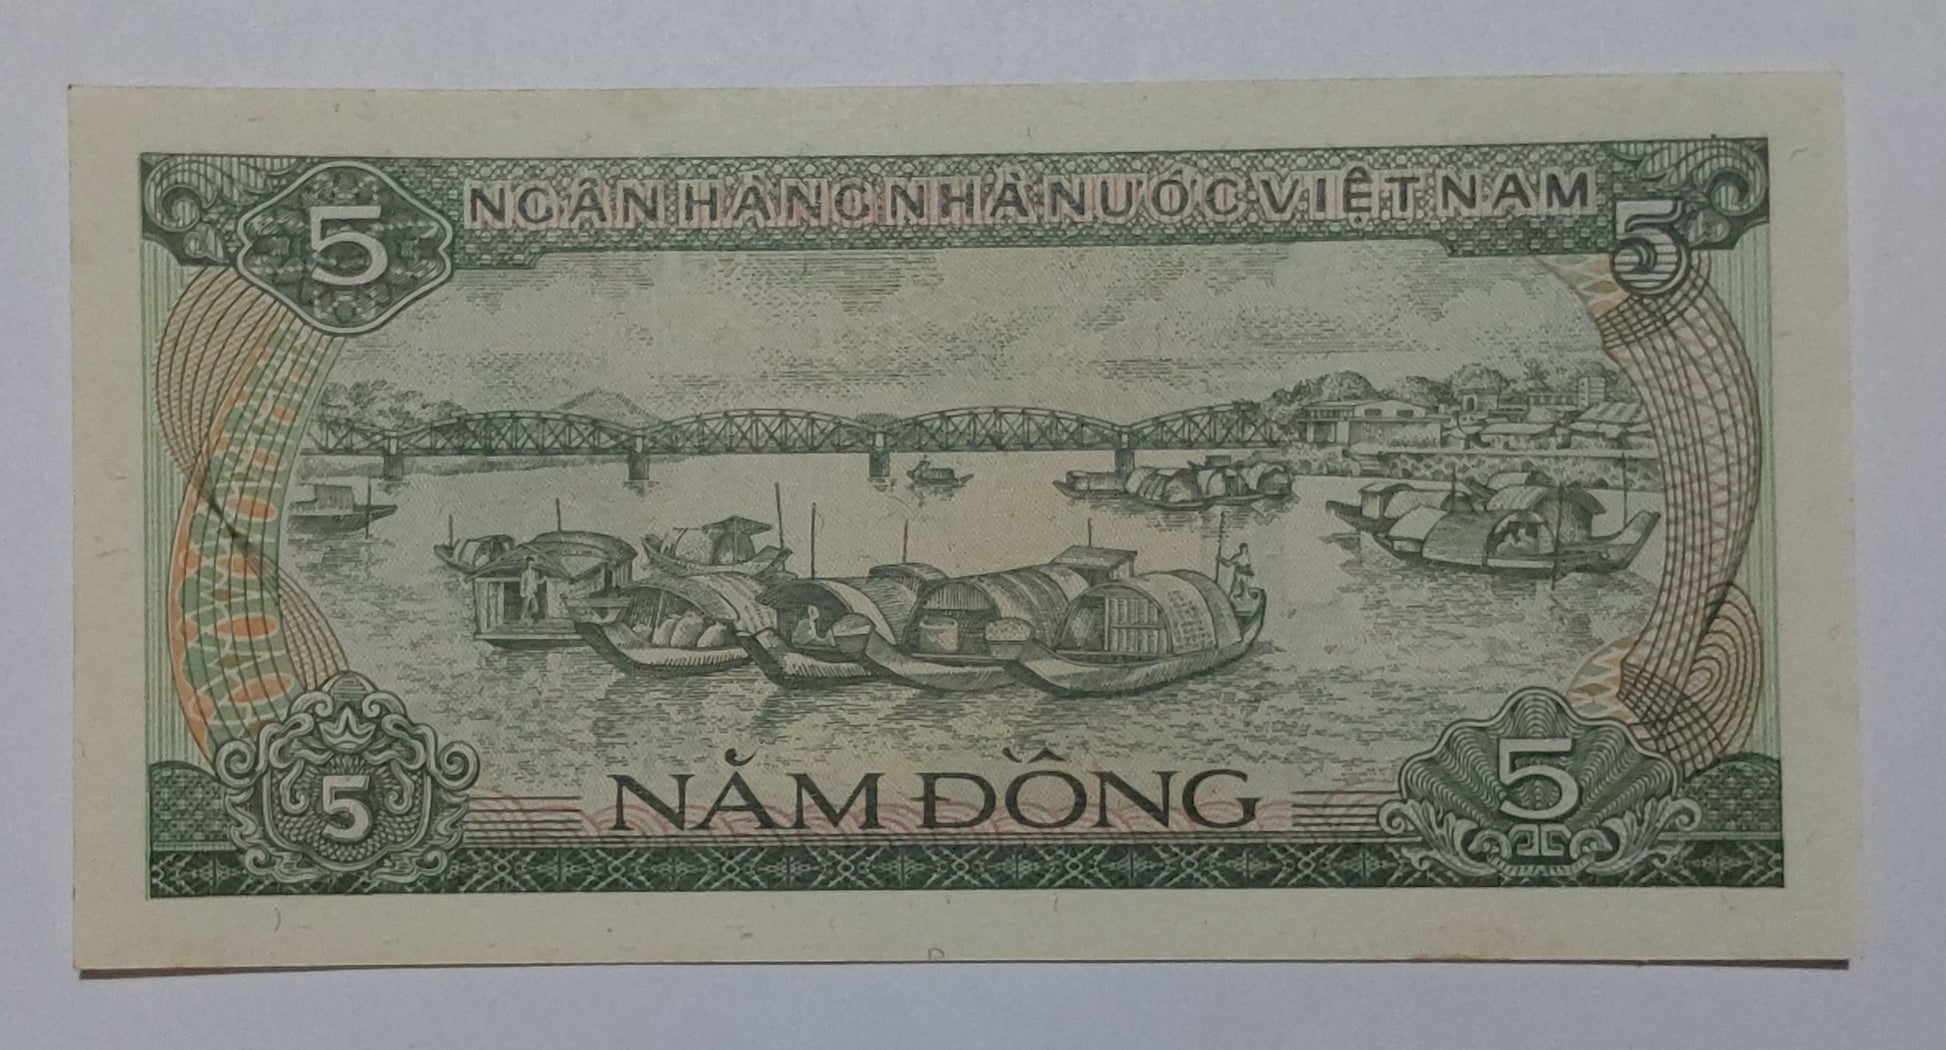 5 NGÂN HÀNG NHÀ NƯỚC VIỆT NAM 5
5 NĂM ĐỒNG 5